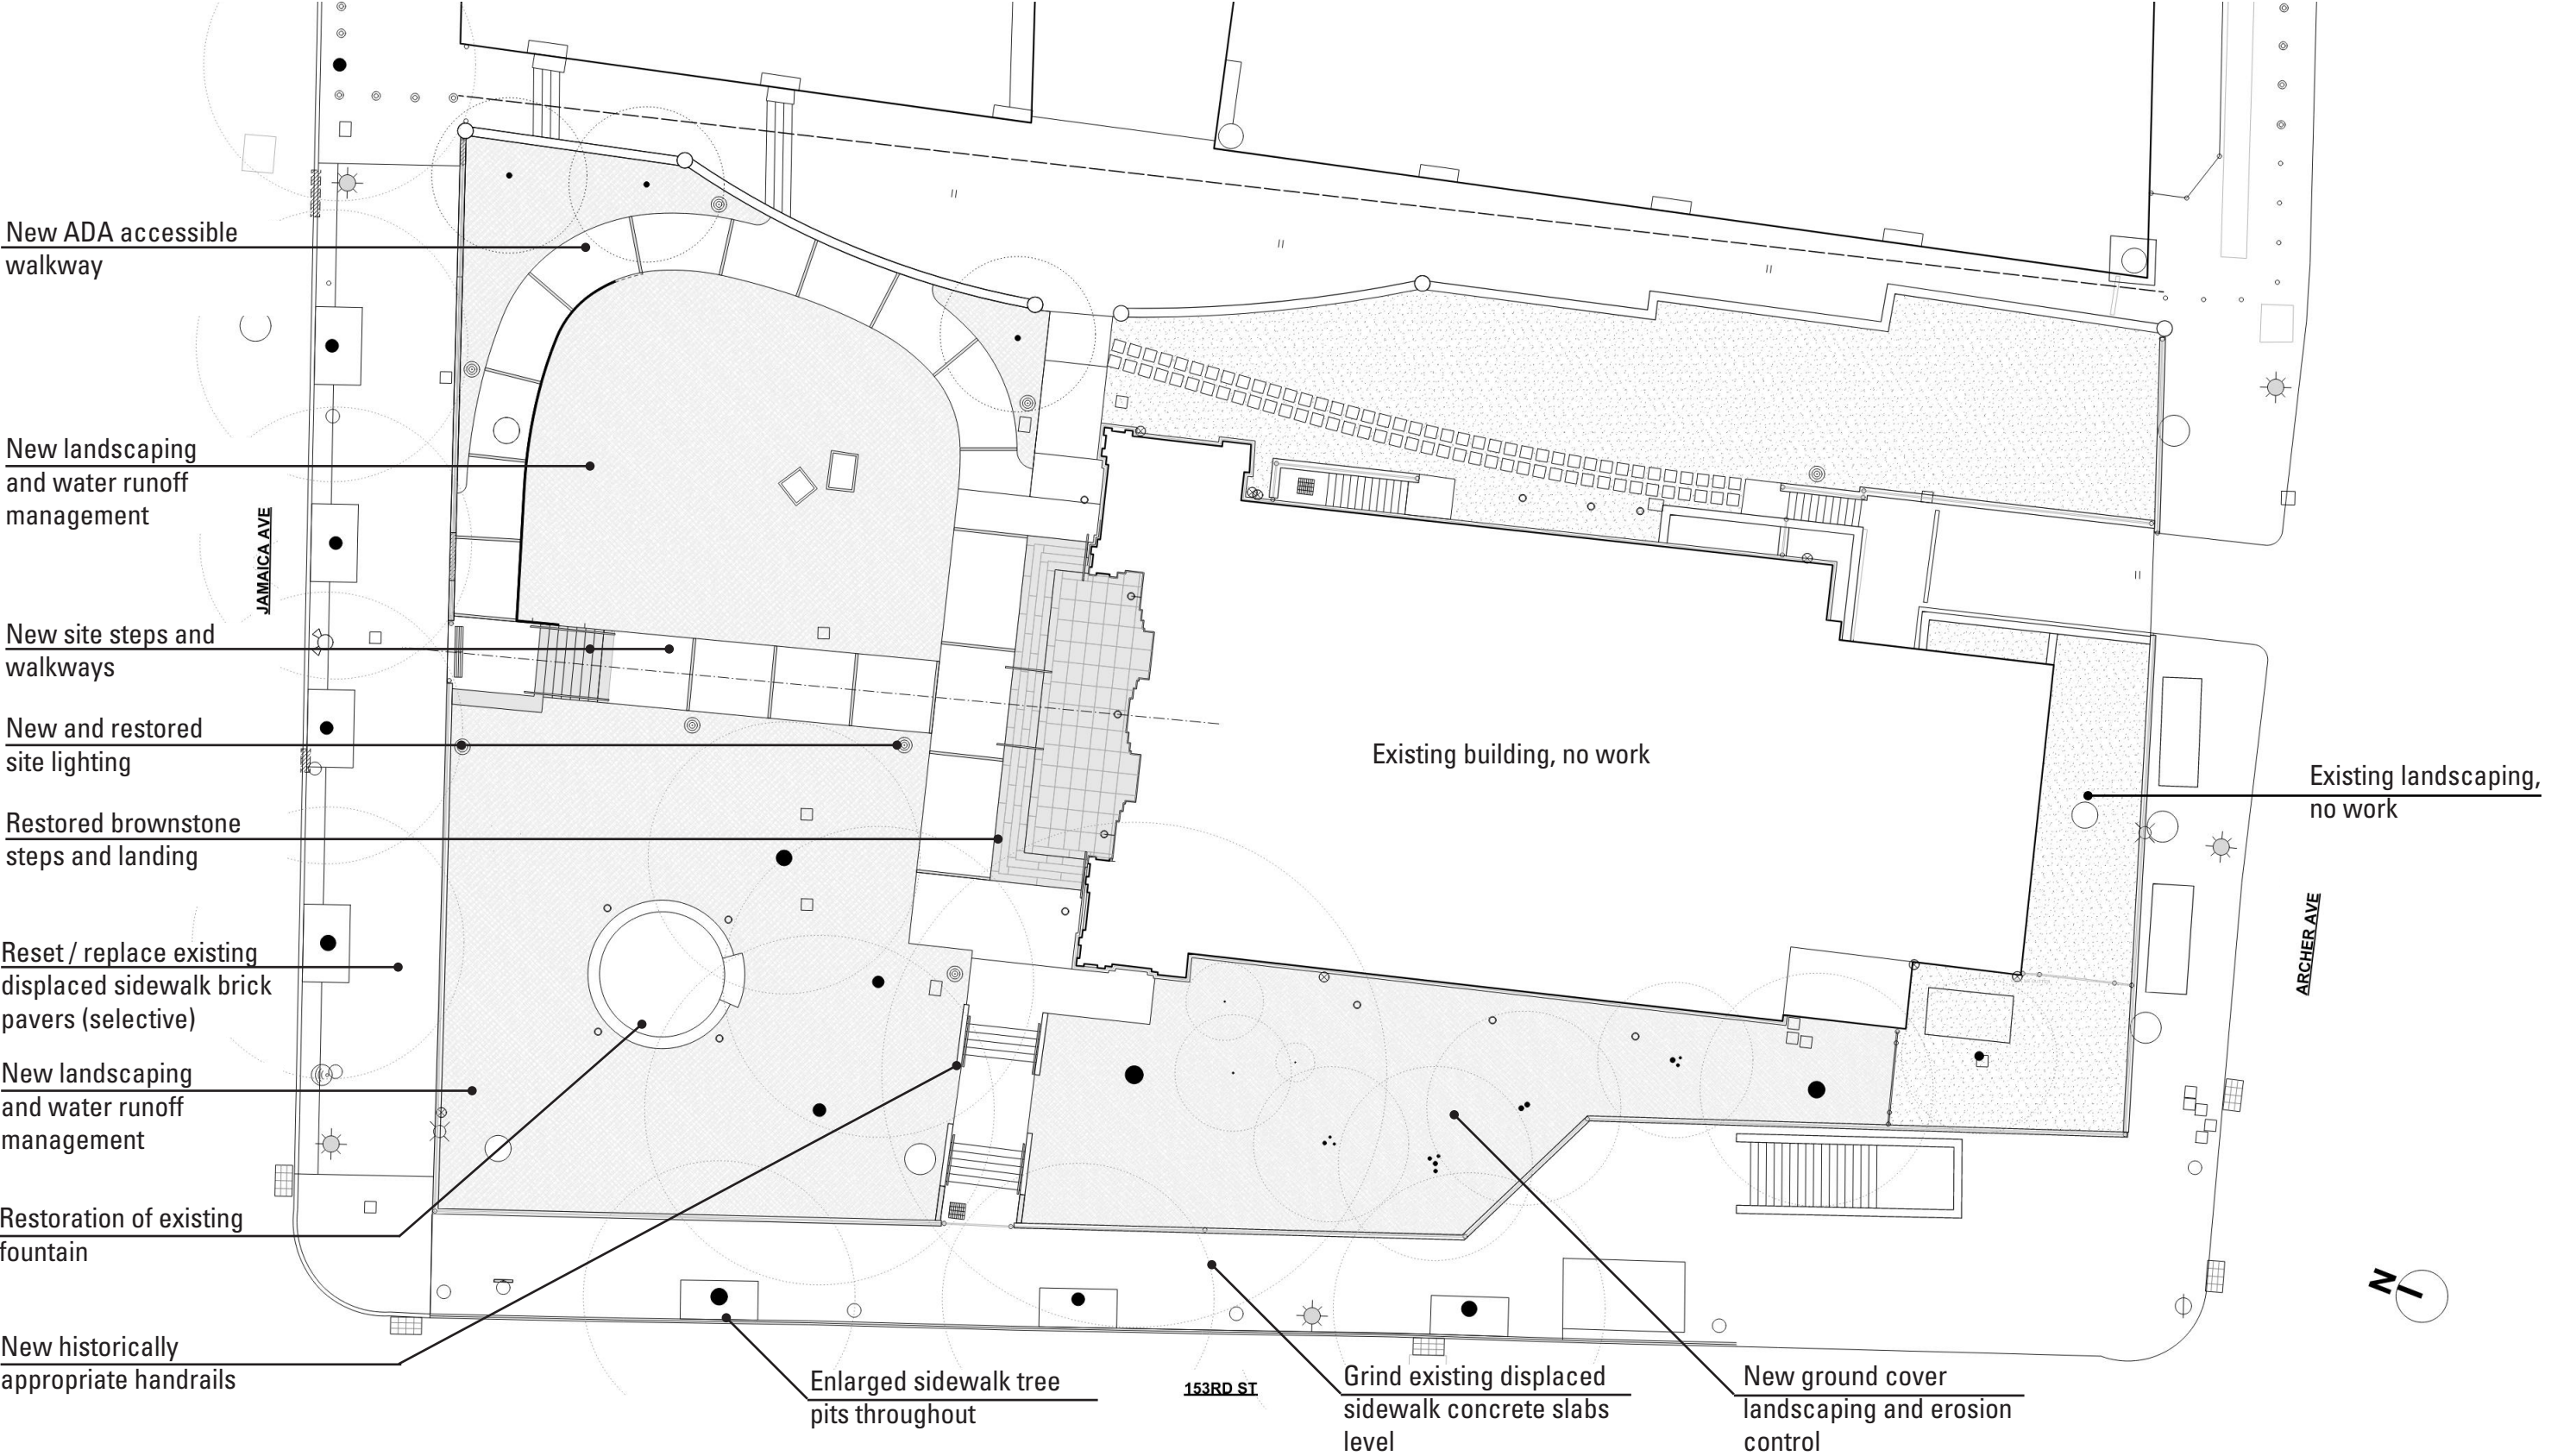 New ADA accessible
walkway
New landscaping
and water runoff
management
JAMAICA AVE
New site steps and
walkways
New and restored
site lighting
Restored brownstone
steps and landing
Reset / replace existing
displaced sidewalk brick
pavers (selective)
New landscaping
and water runoff
management
Restoration of existing
fountain
New historically
appropriate handrails
Enlarged sidewalk tree
pits throughout
153RD ST
Grind existing displaced
sidewalk concrete slabs
level
New ground cover
landscaping and erosion
control
Existing building, no work
Existing landscaping,
no work
ARCHER AVE
N